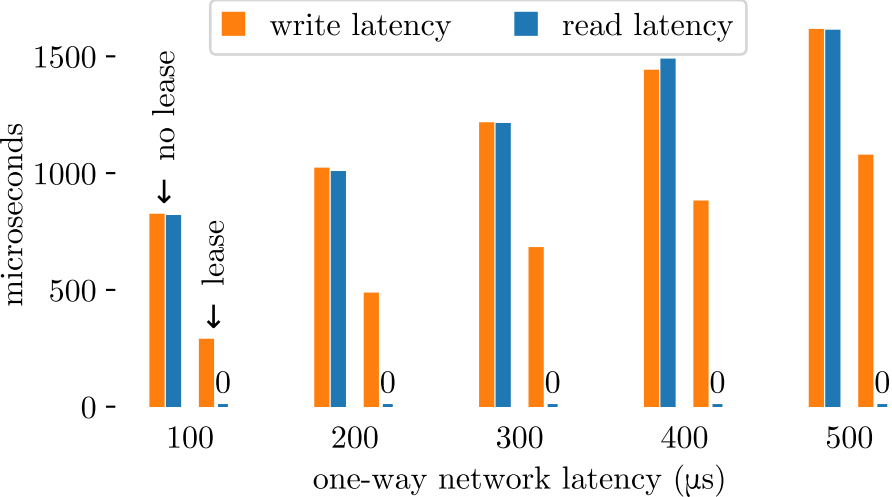 write latency read latency
1500
1000
500
0
microseconds
↓ no lease
↓ lease
0 0 0 0 0
100 200 300 400 500
one-way network latency (µs)